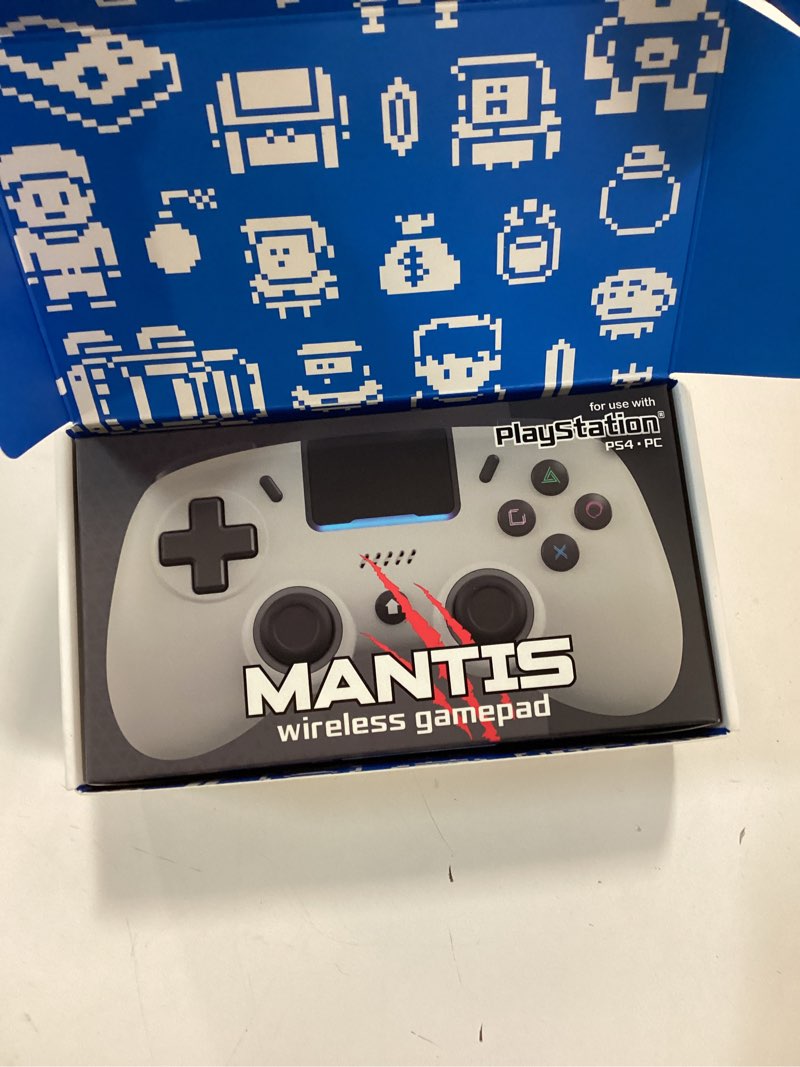 for use with
PlayStation®
PS4 • PC
MANTIS
wireless gamepad